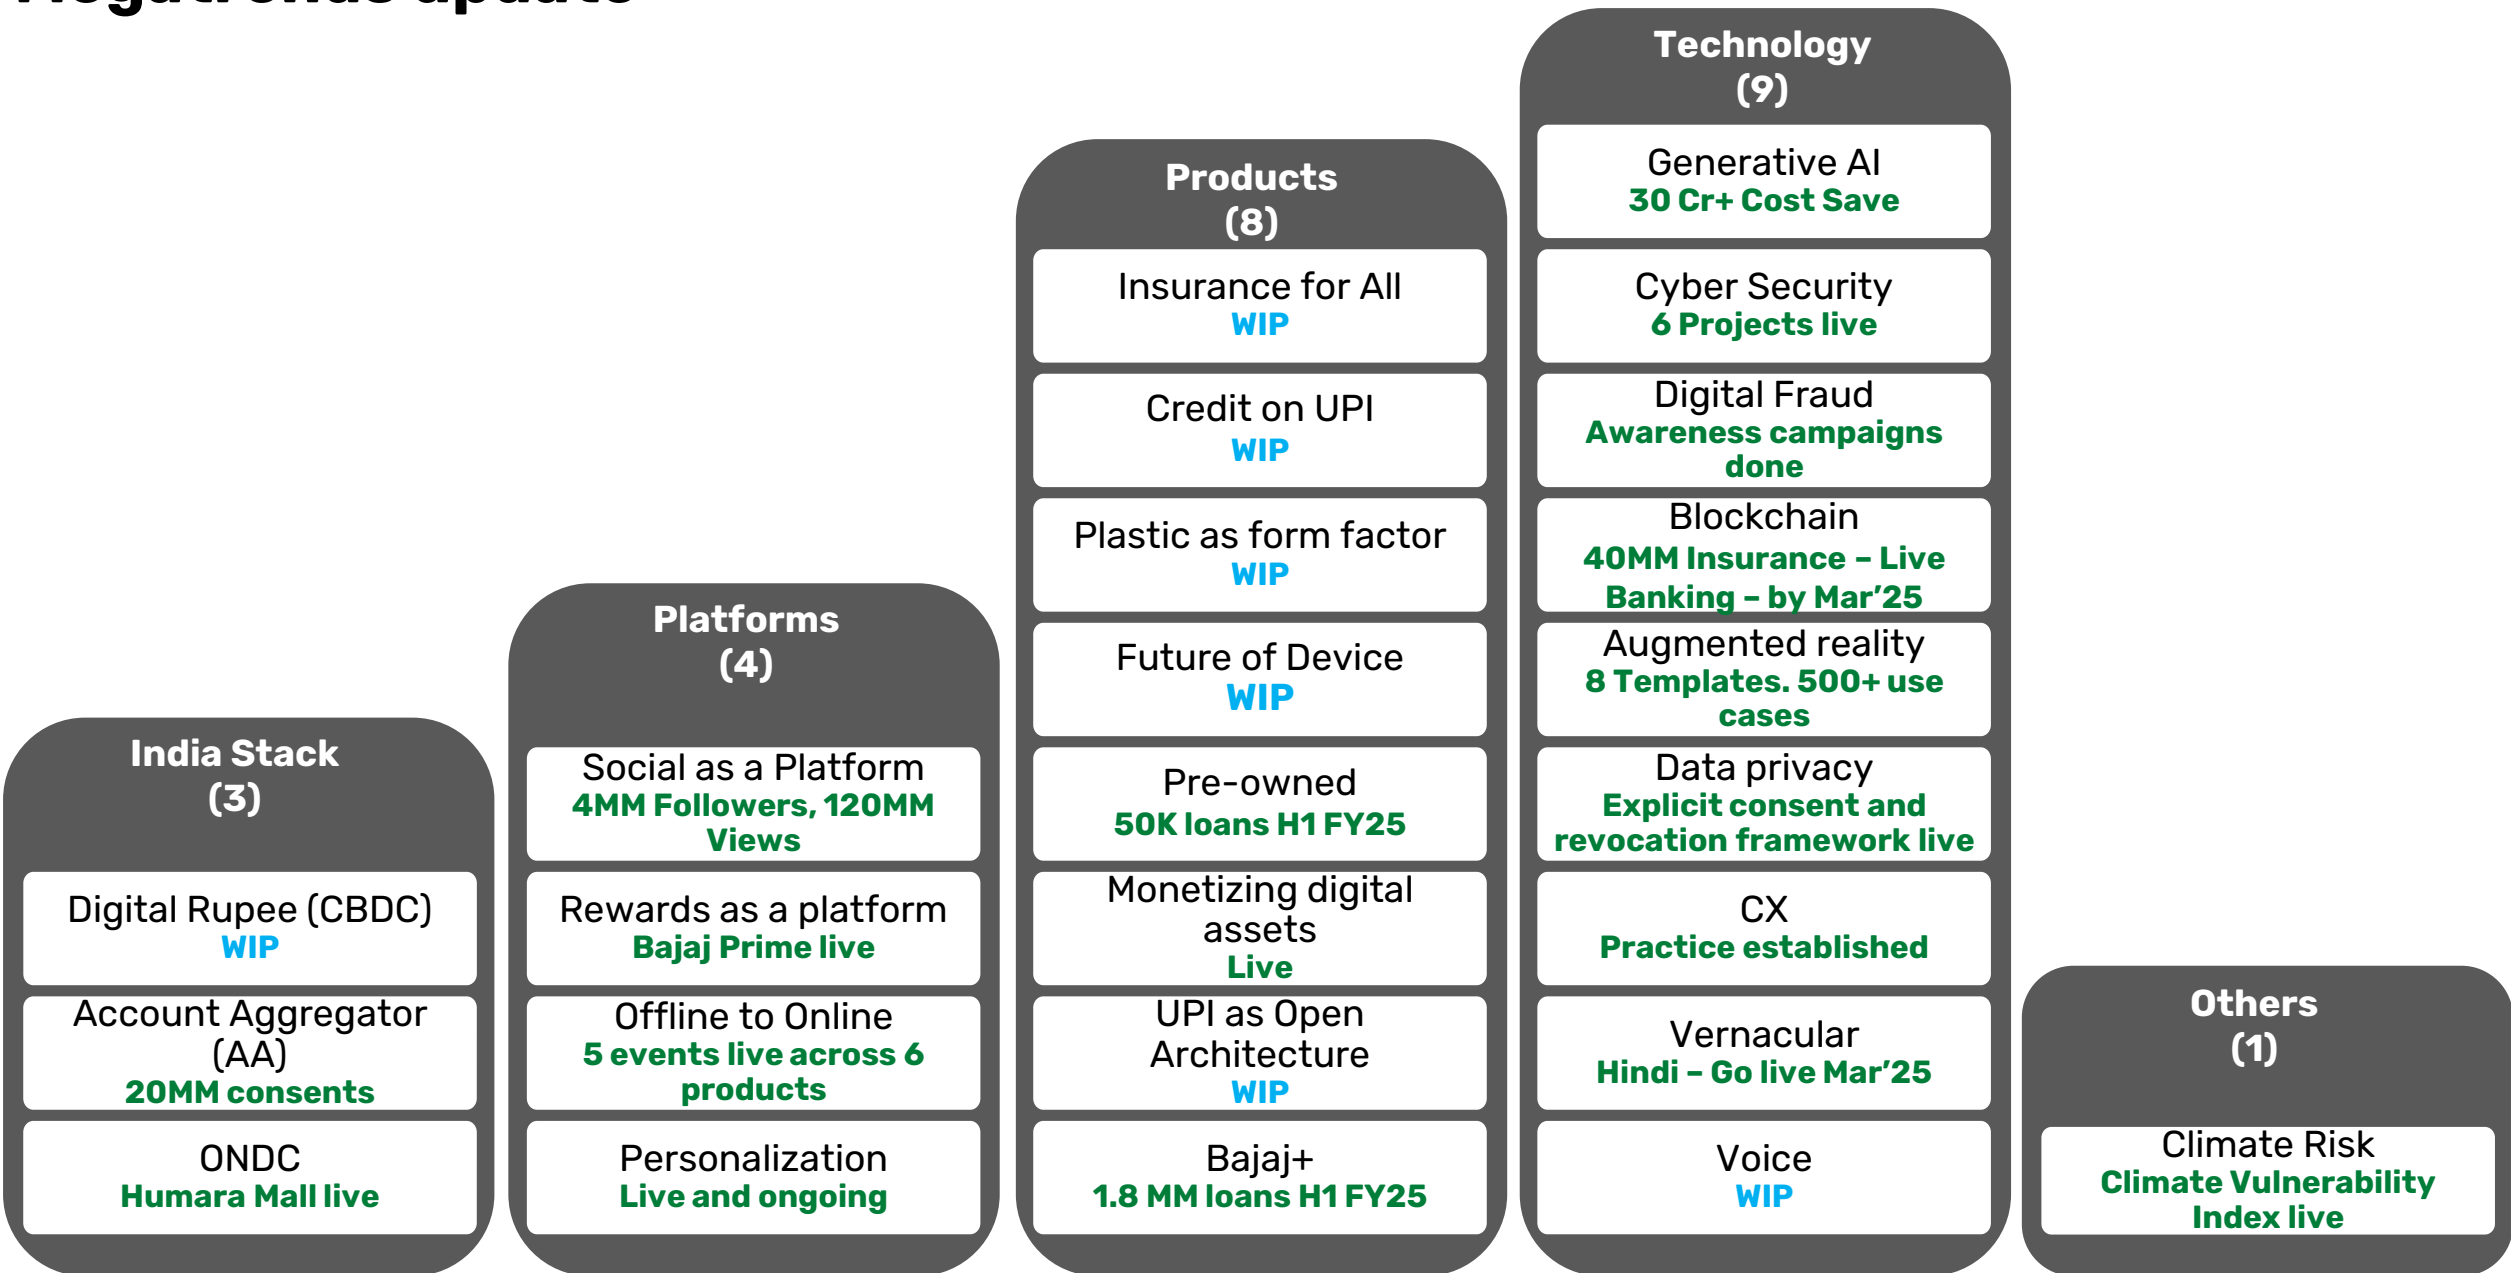 Megatrends update
India Stack
(3)
Digital Rupee (CBDC)
WIP
Account Aggregator
(AA)
20MM consents
ONDC
Humara Mall live
Platforms
(4)
Social as a Platform
4MM Followers, 120MM
Views
Rewards as a platform
Bajaj Prime live
Offline to Online
5 events live across 6
products
Personalization
Live and ongoing
Products
(8)
Insurance for All
WIP
Credit on UPI
WIP
Plastic as form factor
WIP
Future of Device
WIP
Pre-owned
50K loans H1 FY25
Monetizing digital
assets
Live
UPI as Open
Architecture
WIP
Bajaj+
1.8 MM loans H1 FY25
Technology
(9)
Generative AI
30 Cr+ Cost Save
Cyber Security
6 Projects live
Digital Fraud
Awareness campaigns
done
Blockchain
40MM Insurance – Live
Banking – by Mar’25
Augmented reality
8 Templates. 500+ use
cases
Data privacy
Explicit consent and
revocation framework live
CX
Practice established
Vernacular
Hindi – Go live Mar’25
Voice
WIP
Others
(1)
Climate Risk
Climate Vulnerability
Index live